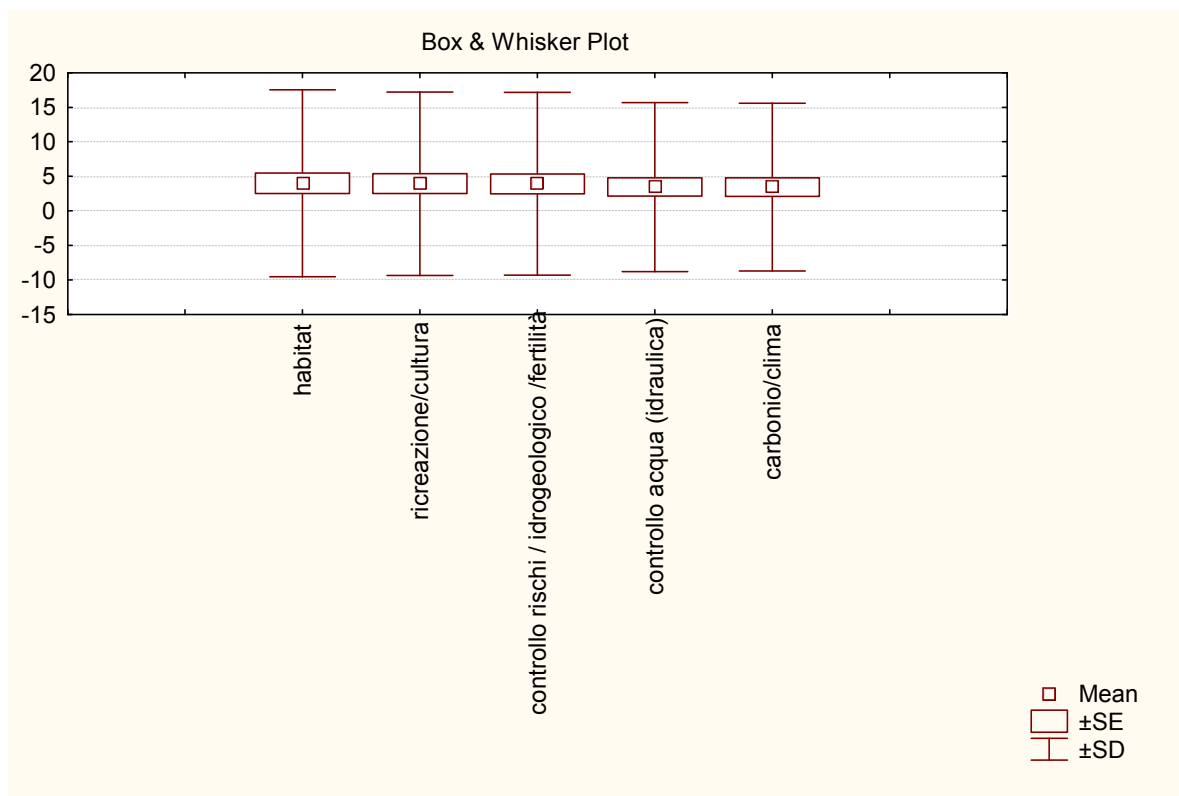 Box & Whisker Plot
20
15
10
5
0
-5
-10
-15
habitat
ricreazione/cultura
controllo rischi / idrogeologico /fertilità
controllo acqua (idraulica)
carbonio/clima
Mean
±SE
±SD